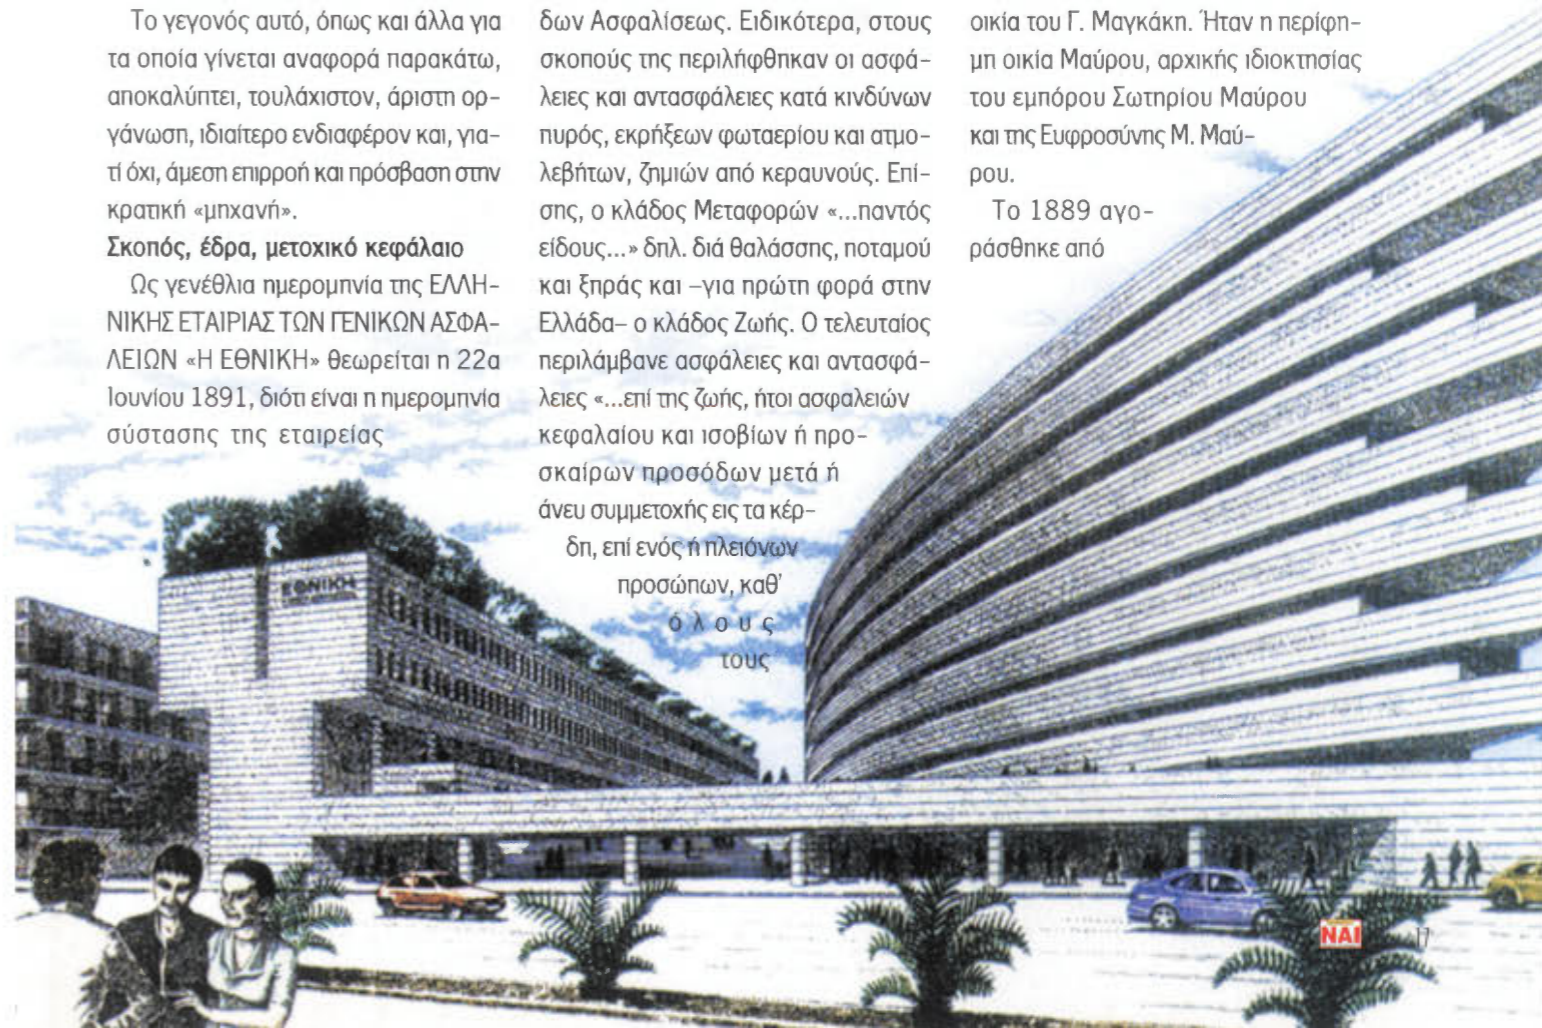 Το γεγονός αυτό, όπως και άλλα για
τα οποία γίνεται αναφορά παρακάτω,
αποκαλύπτει, τουλάχιστον, άριστη ορ-
γάνωση, ιδιαίτερο ενδιαφέρον και, για-
τί όχι, άμεση επιρροή και πρόσβαση στην
κρατική «μηχανή».
Σκοπός, έδρα, μετοχικό κεφάλαιο
Ως γενέθλια ημερομηνία της ΕΛΛΗ-
ΝΙΚΗΣ ΕΤΑΙΡΙΑΣ ΤΩΝ ΓΕΝΙΚΩΝ ΑΣΦΑ-
ΛΕΙΩΝ «Η ΕΘΝΙΚΗ» θεωρείται η 22α
Ιουνίου 1891, διότι είναι η ημερομηνία
σύστασης της εταιρείας
δων Ασφαλίσεως. Ειδικότερα, στους
σκοπούς της περιλήφθηκαν οι ασφά-
λειες και αντασφάλειες κατά κινδύνων
πυρός, εκρήξεων φωταερίου και ατμο-
λεβήτων, ζημιών από κεραυνούς. Επί-
σης, ο κλάδος Μεταφορών «...παντός
είδους...» δηλ. διά θαλάσσης, ποταμού
και ξηράς και –για πρώτη φορά στην
Ελλάδα– ο κλάδος Ζωής. Ο τελευταίος
περιλάμβανε ασφάλειες και αντασφά-
λειες «...επί της ζωής, ήτοι ασφαλειών
κεφαλαίου και ισοβίων ή προ-
σκαίρων προσόδων μετά ή
άνευ συμμετοχής εις τα κέρ-
δη, επί ενός ή πλειόνων
προσώπων, καθ'
όλους
τους
οικία του Γ. Μαγκάκη. Ήταν η περίφη-
μη οικία Μαύρου, αρχικής ιδιοκτησίας
του εμπόρου Σωτηρίου Μαύρου
και της Ευφροσύνης Μ. Μαύ-
ρου.
Το 1889 αγο-
ράσθηκε από
ΕΘΝΙΚΗ
ΝΑΙ
17